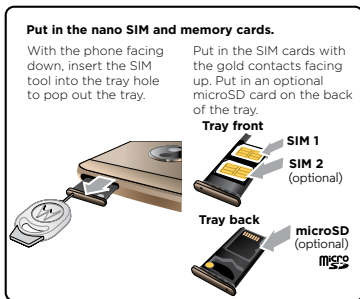 Put in the nano SIM and memory cards.
With the phone facing
down, insert the SIM
tool into the tray hole
to pop out the tray.
Put in the SIM cards with
the gold contacts facing
up. Put in an optional
microSD card on the back
of the tray.
Tray front
SIM 1
SIM 2
(optional)
Tray back
microSD
(optional)
micro
SD